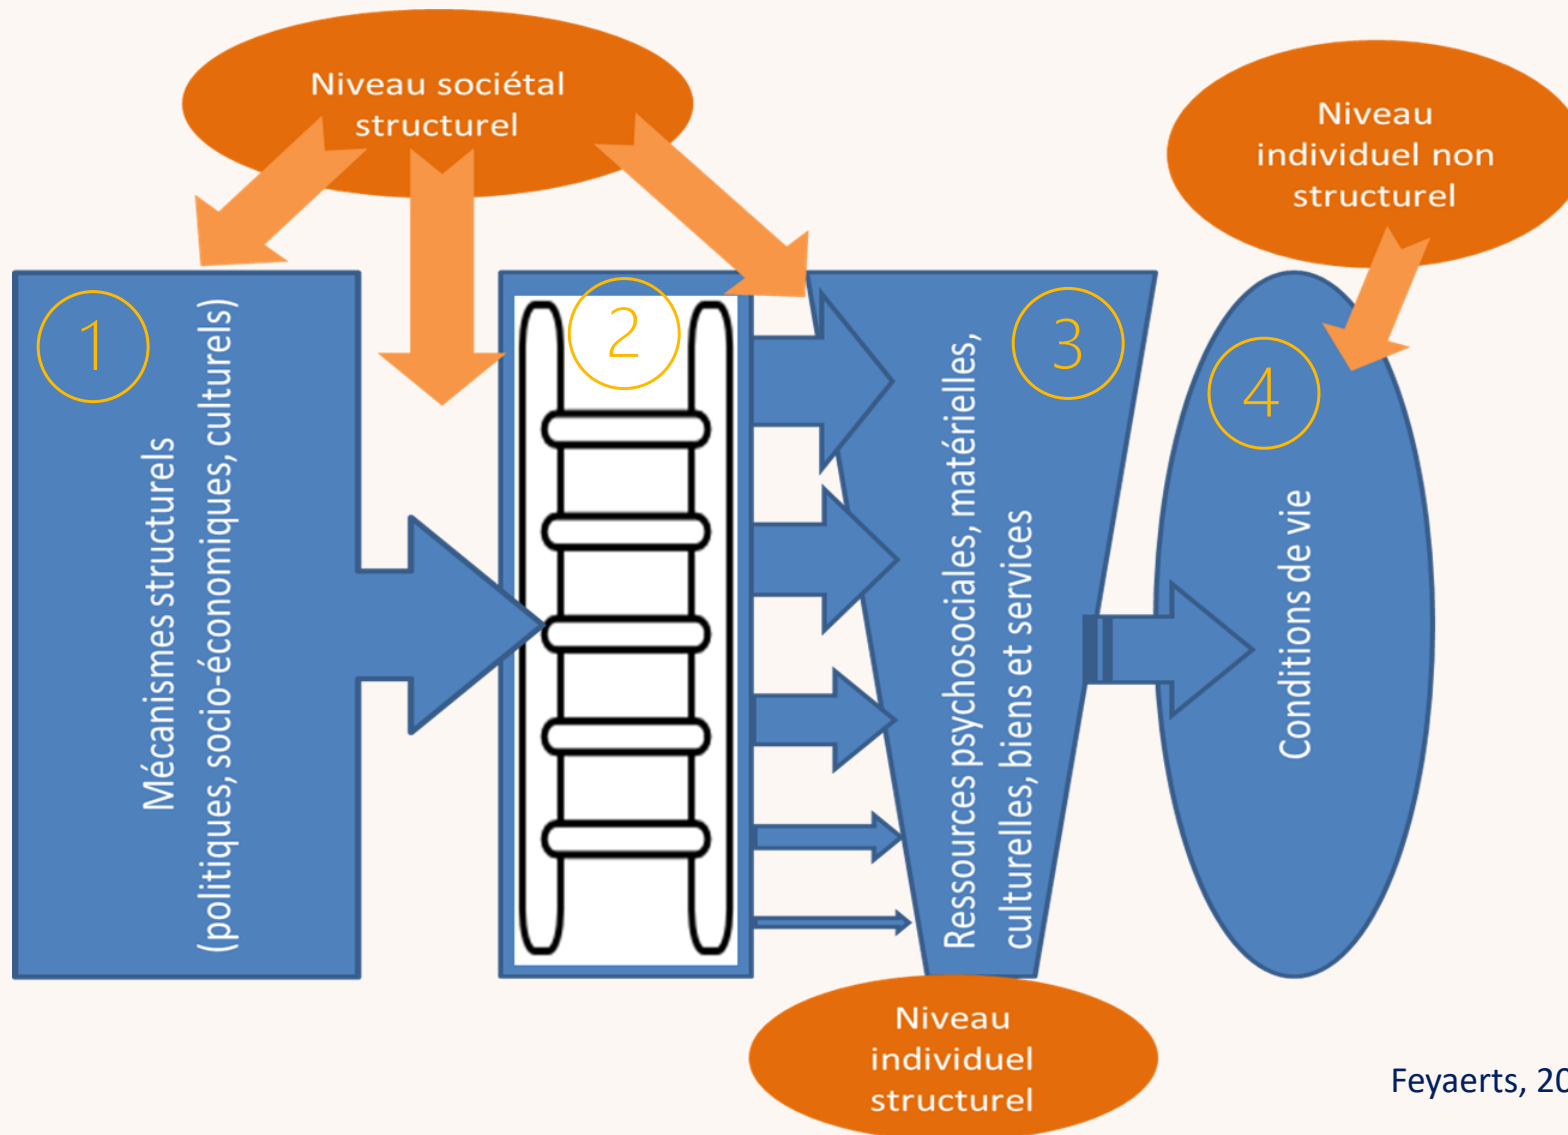 Niveau sociétal
structurel
Niveau
individuel non
structurel
1
Mécanismes structurels
(politiques, socio-économiques, culturels)
2
3
Ressources psychosociales, matérielles,
culturelles, biens et services
4
Conditions de vie
Niveau
individuel
structurel
Feyaerts, 20